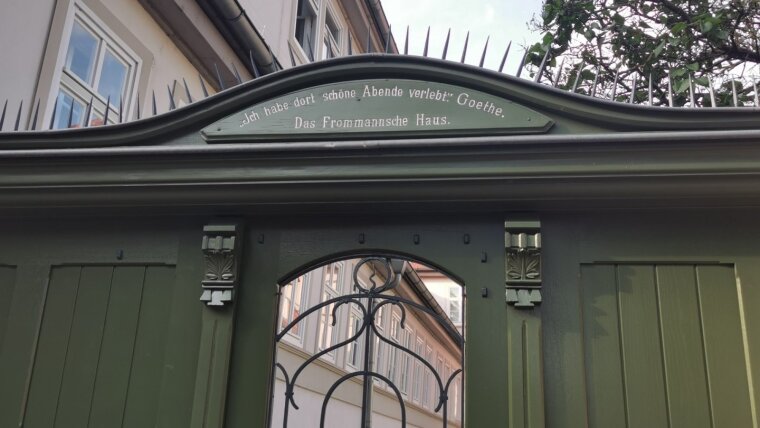 „Ich habe dort schöne Abende verlebt." Goethe.
Das Frommannsche Haus.